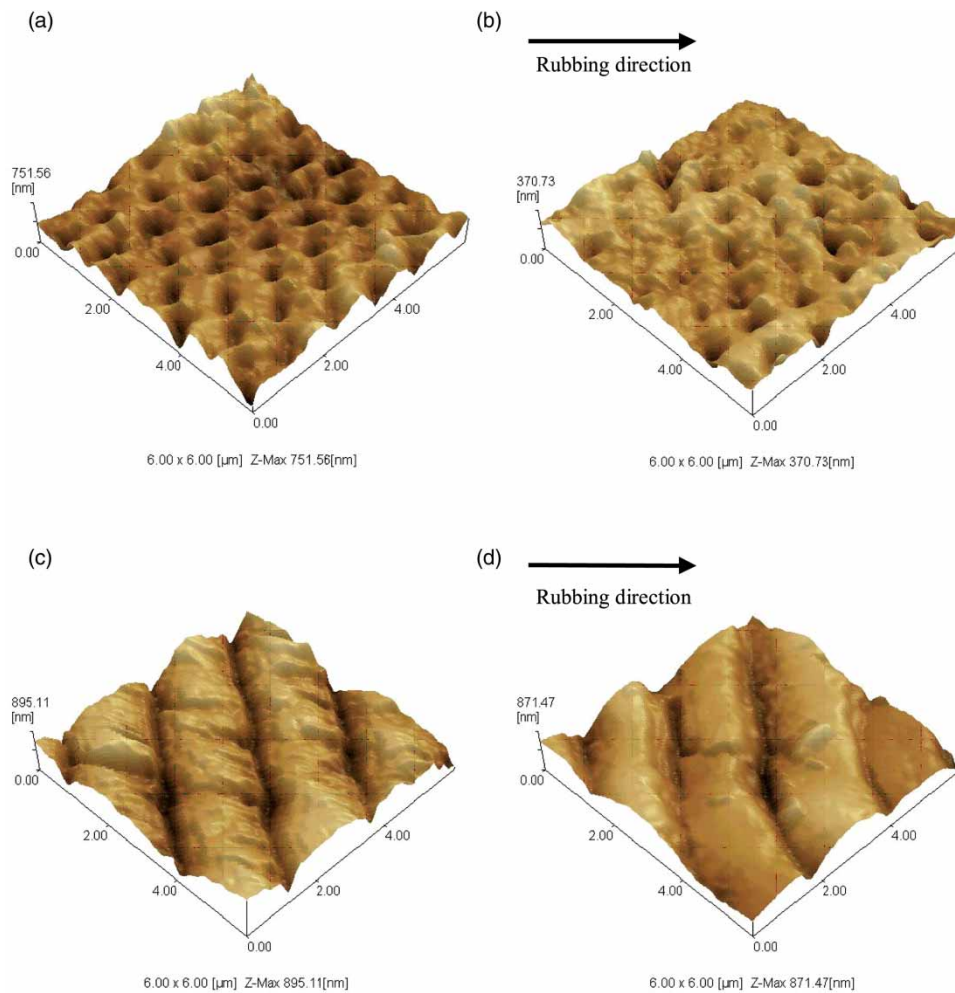 (a)
751.56
[nm]
0.00
2.00
4.00
0.00
2.00
4.00
6.00 x 6.00 [µm] Z-Max 751.56[nm]
(b)
Rubbing direction
370.73
[nm]
0.00
2.00
4.00
0.00
2.00
4.00
6.00 x 6.00 [µm] Z-Max 370.73[nm]
(c)
895.11
[nm]
0.00
2.00
4.00
0.00
2.00
4.00
6.00 x 6.00 [µm] Z-Max 895.11[nm]
(d)
Rubbing direction
871.47
[nm]
0.00
2.00
4.00
0.00
2.00
4.00
6.00 x 6.00 [µm] Z-Max 871.47[nm]